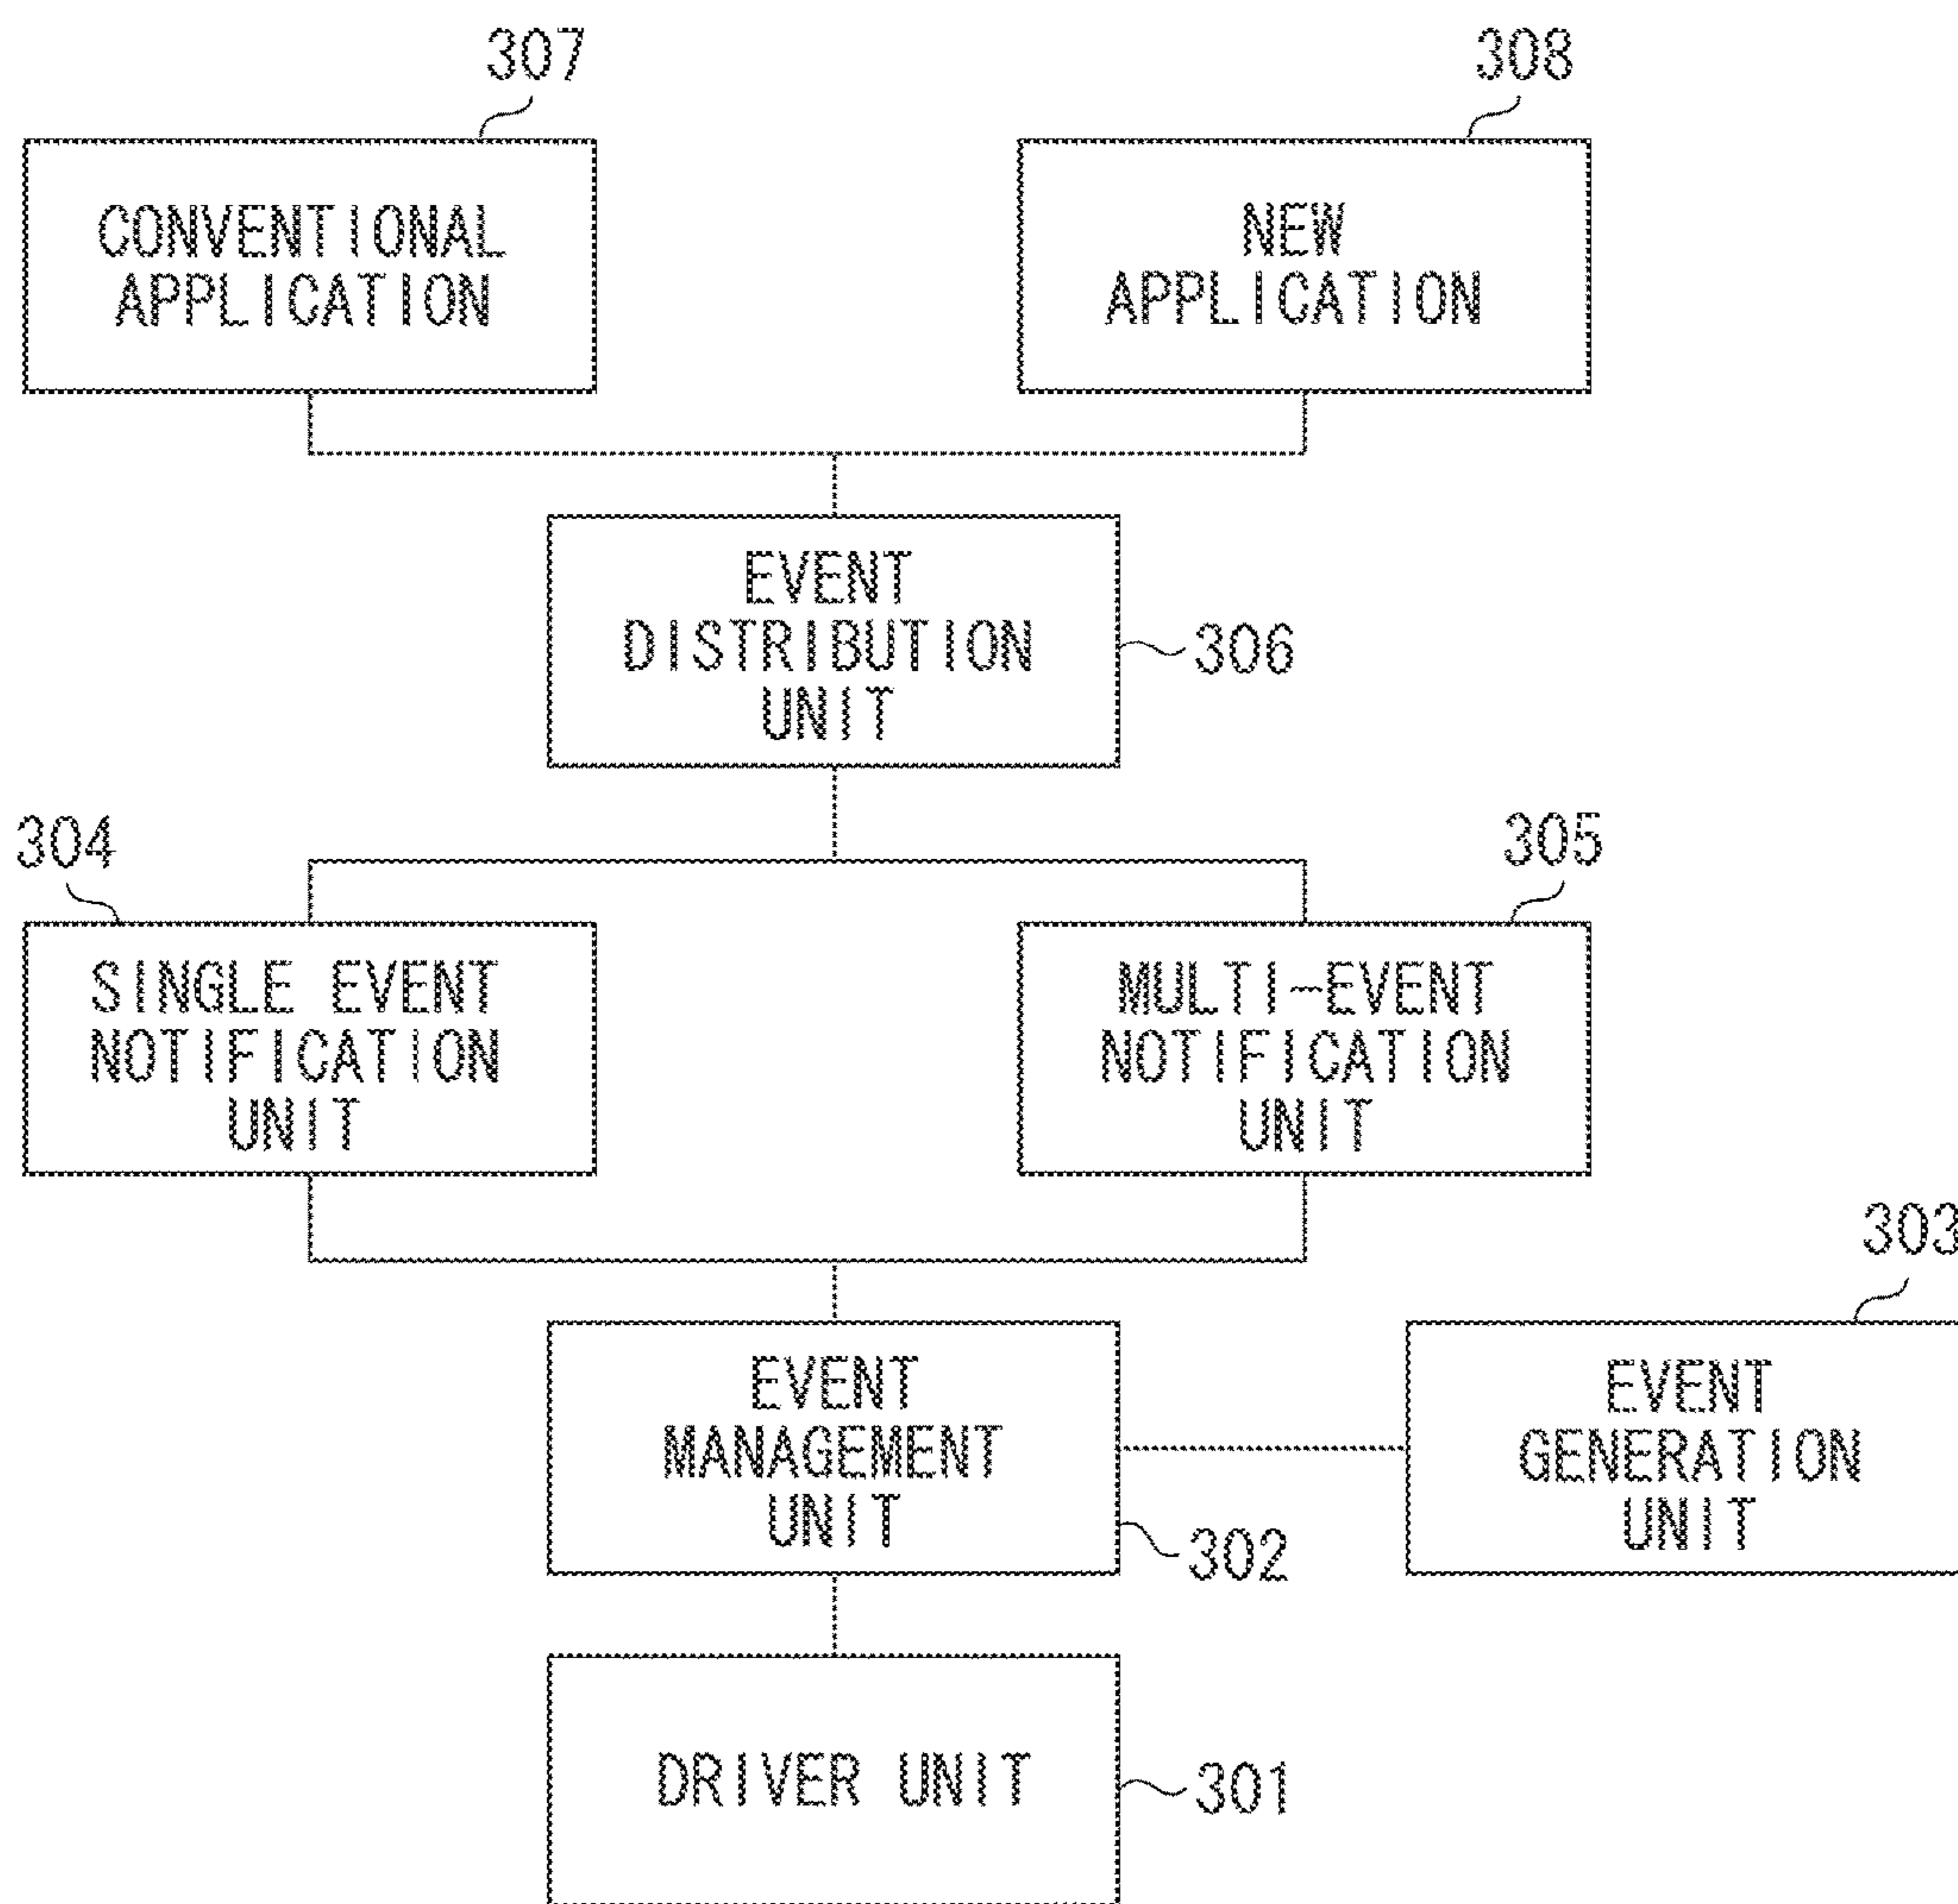 307
308
CONVENTIONAL
APPLICATION
NEW
APPLICATION
EVENT
DISTRIBUTION
UNIT
306
304
305
SINGLE EVENT
NOTIFICATION
UNIT
MULTI-EVENT
NOTIFICATION
UNIT
303
EVENT
MANAGEMENT
UNIT
302
EVENT
GENERATION
UNIT
DRIVER UNIT
301